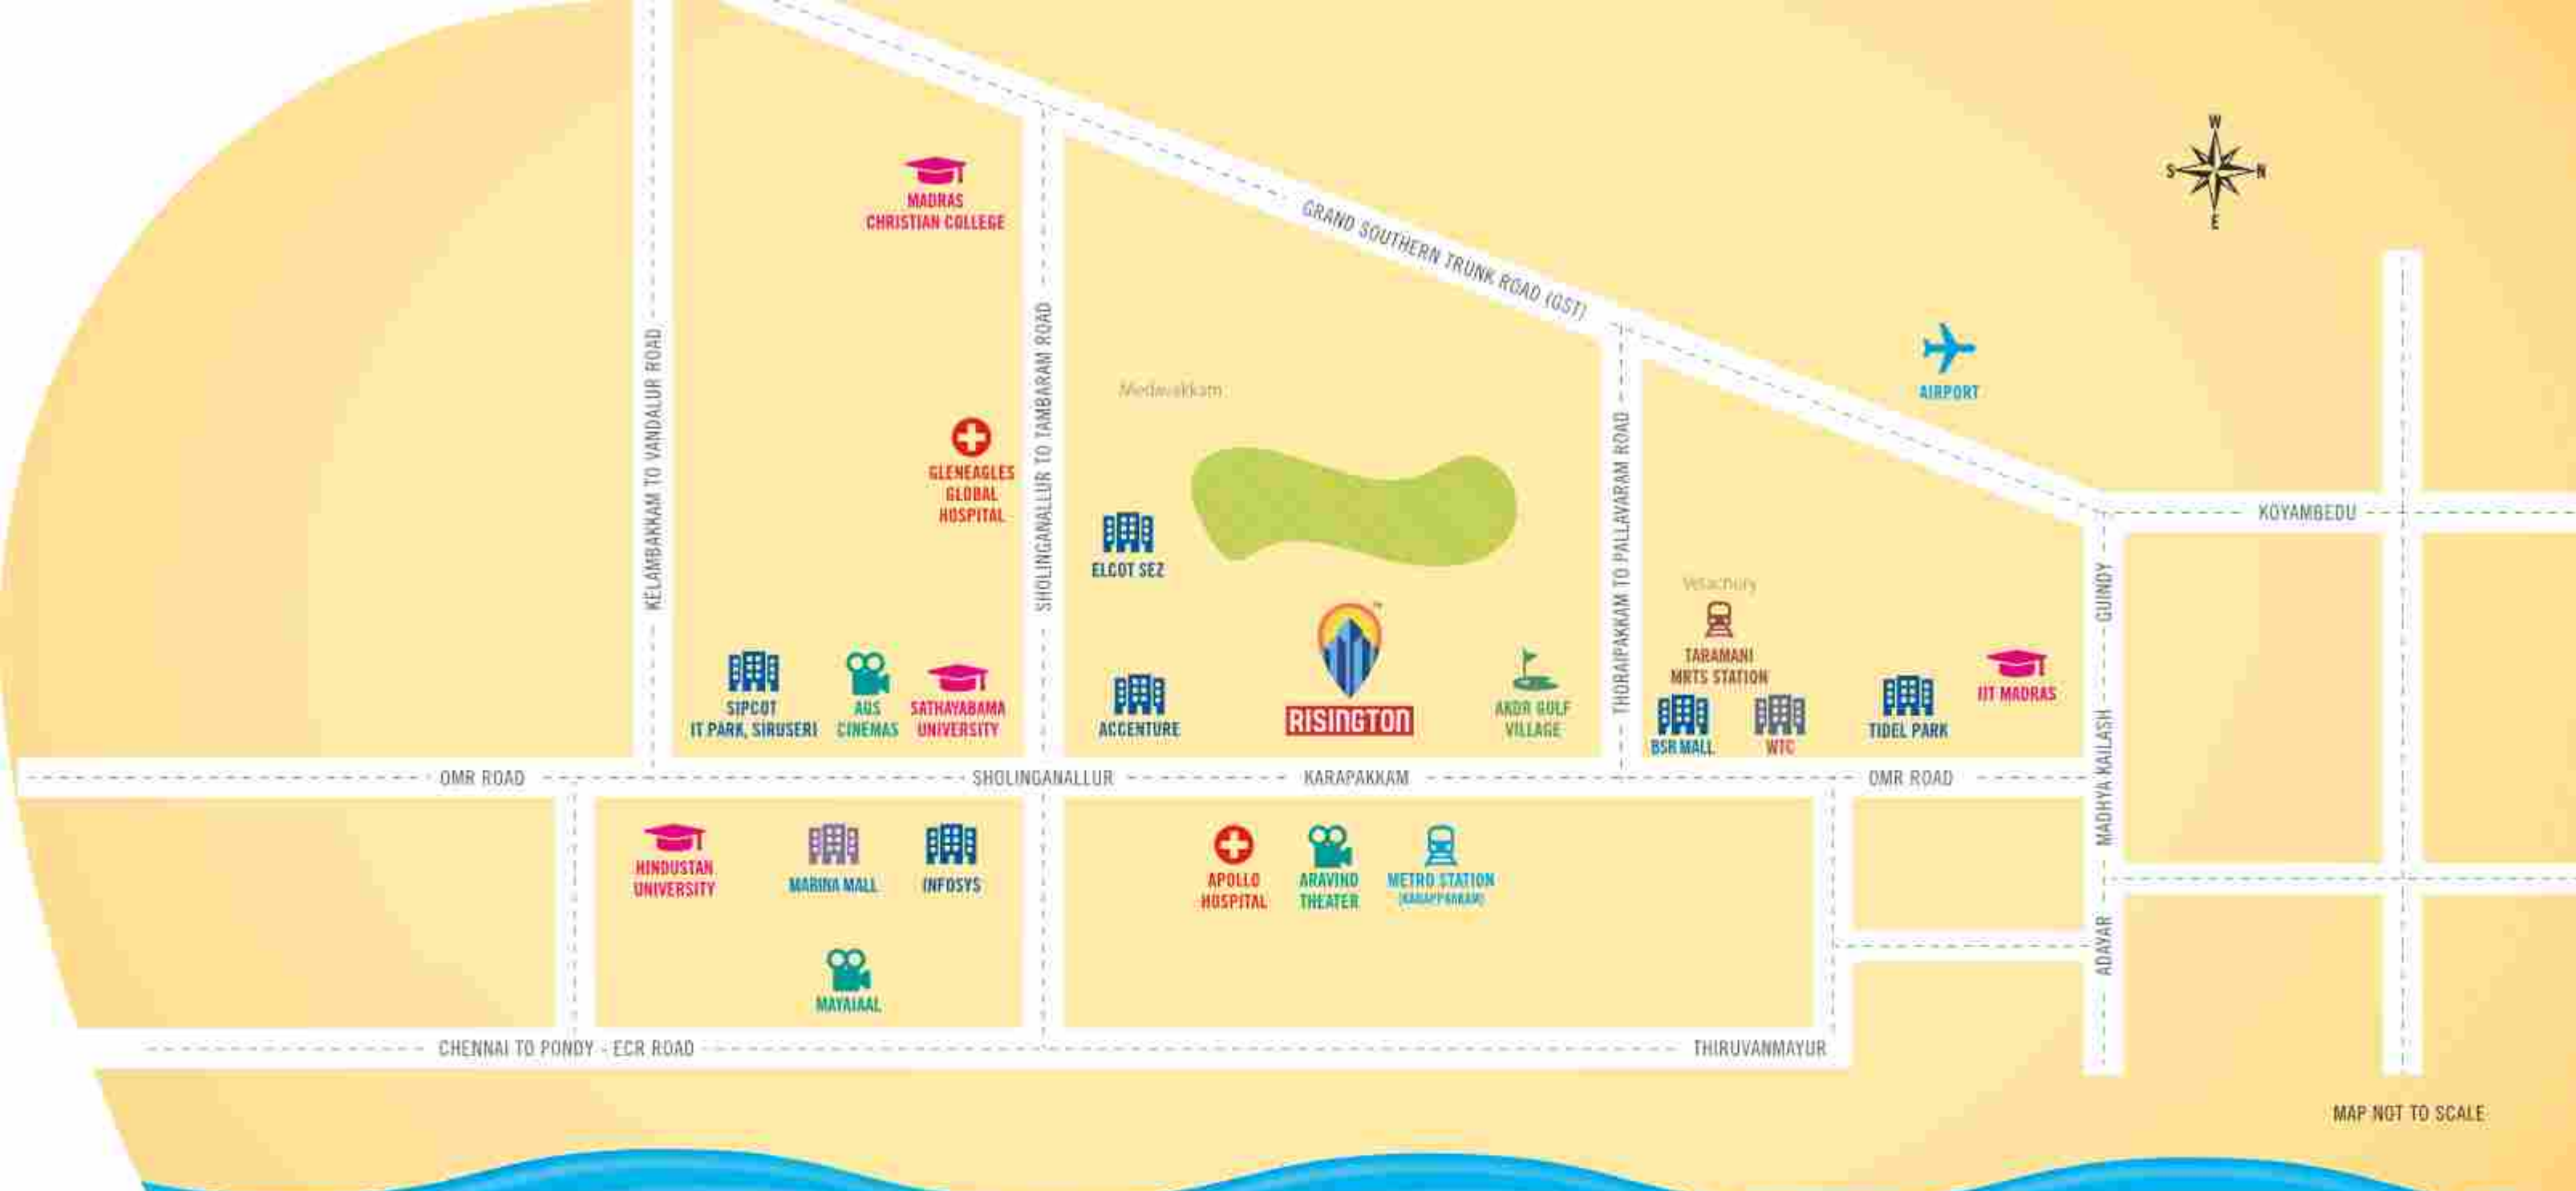 W
S
N
E
MADRAS
CHRISTIAN COLLEGE
GRAND SOUTHERN TRUNK ROAD (GST)
AIRPORT
KELAMBAKKAM TO VANDALUR ROAD
SHOLINGANALLUR TO TAMBARAM ROAD
Medavakkam
THORAIPAKKAM TO PALLAVARAM ROAD
GLENEAGLES
GLOBAL
HOSPITAL
KOYAMBEDU
ELCOT SEZ
GUINDY
Velachury
TARAMANI
MRTS STATION
TM
SIPCOT
IT PARK, SIRUSERI
AGS
CINEMAS
SATHAYABAMA
UNIVERSITY
ACCENTURE
RISINGTON
AKDR GOLF
VILLAGE
BSR MALL
WTC
TIDEL PARK
IIT MADRAS
MADHYA KAILASH
OMR ROAD
SHOLINGANALLUR
KARAPAKKAM
OMR ROAD
HINDUSTAN
UNIVERSITY
MARINA MALL
INFOSYS
APOLLO
HOSPITAL
ARAVIND
THEATER
METRO STATION
(KARAPPAKAM)
ADAYAR
MAYAJAAL
CHENNAI TO PONDY - ECR ROAD
THIRUVANMAYUR
MAP NOT TO SCALE